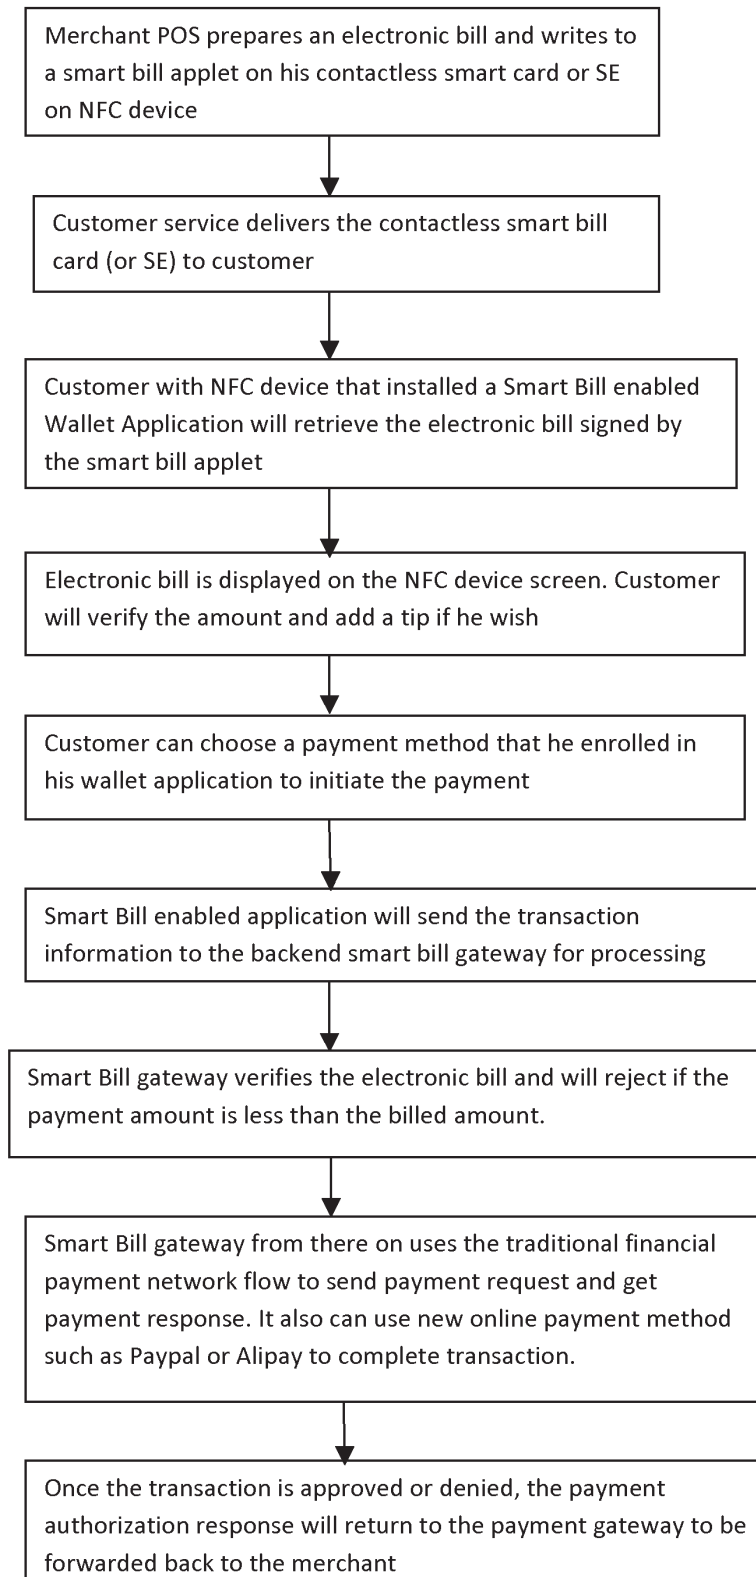 Merchant POS prepares an electronic bill and writes to
a smart bill applet on his contactless smart card or SE
on NFC device
Customer service delivers the contactless smart bill
card (or SE) to customer
Customer with NFC device that installed a Smart Bill enabled
Wallet Application will retrieve the electronic bill signed by
the smart bill applet
Electronic bill is displayed on the NFC device screen. Customer
will verify the amount and add a tip if he wish
Customer can choose a payment method that he enrolled in
his wallet application to initiate the payment
Smart Bill enabled application will send the transaction
information to the backend smart bill gateway for processing
Smart Bill gateway verifies the electronic bill and will reject if the
payment amount is less than the billed amount.
Smart Bill gateway from there on uses the traditional financial
payment network flow to send payment request and get
payment response. It also can use new online payment method
such as Paypal or Alipay to complete transaction.
Once the transaction is approved or denied, the payment
authorization response will return to the payment gateway to be
forwarded back to the merchant